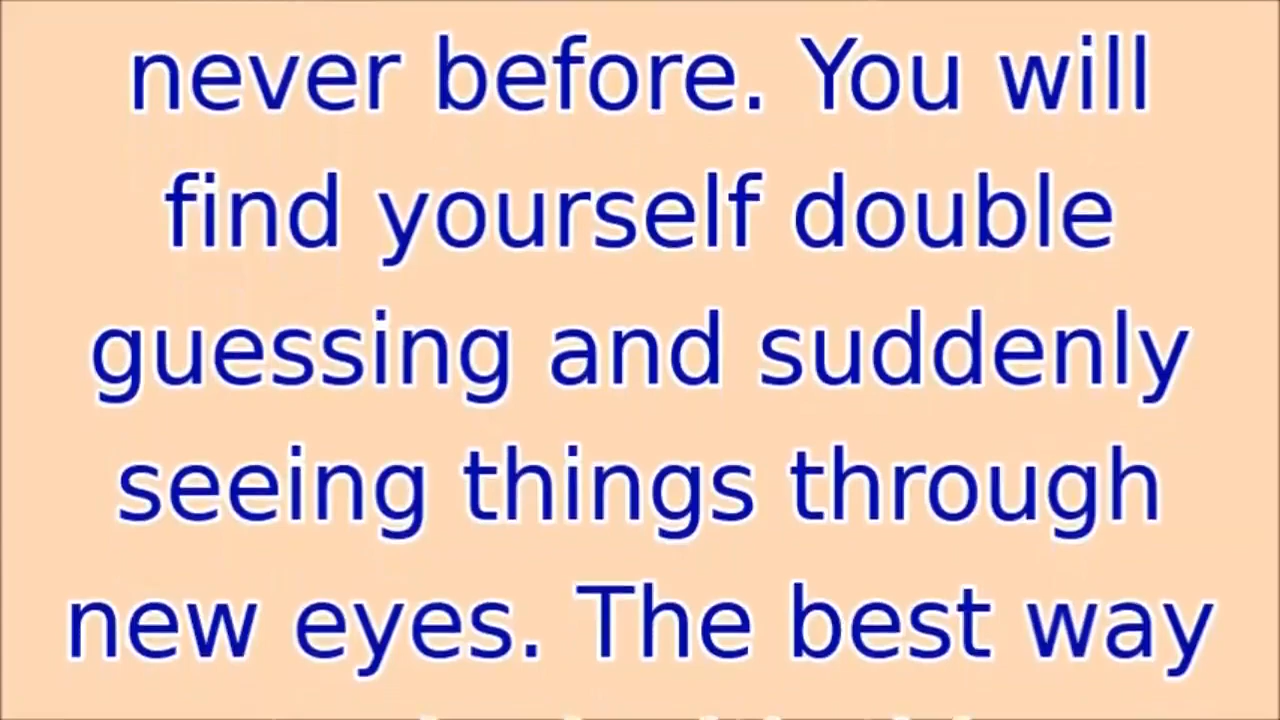 never before. You will
find yourself double
guessing and suddenly
seeing things through
new eyes. The best way